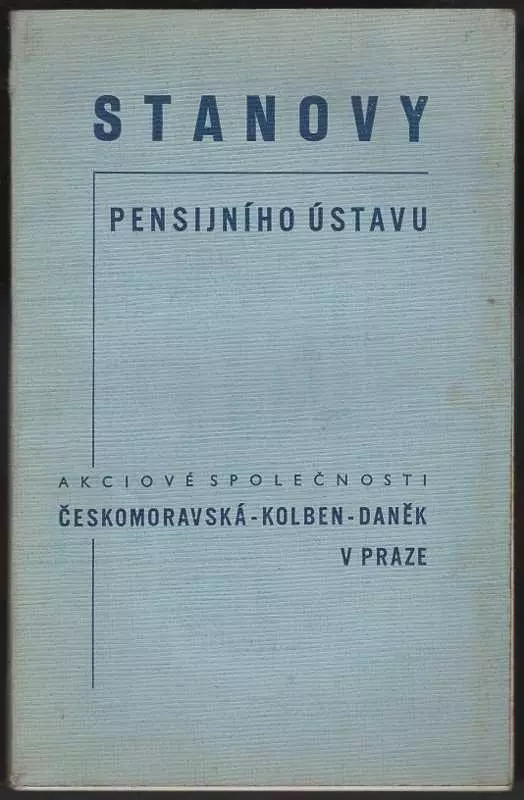 STANOVY
PENSIJNÍHO ÚSTAVU
AKCIOVÉ SPOLEČNOSTI
ČESKOMORAVSKÁ-KOLBEN-DANĚK
V PRAZE